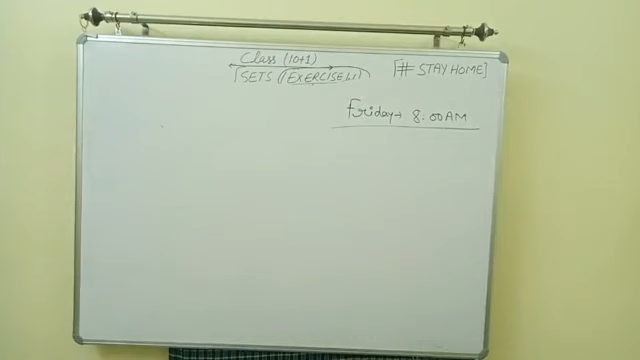 Class (10+1)
[# STAY HOME]
SETS (EXERCISE 1.1)
Friday → 8:00 AM